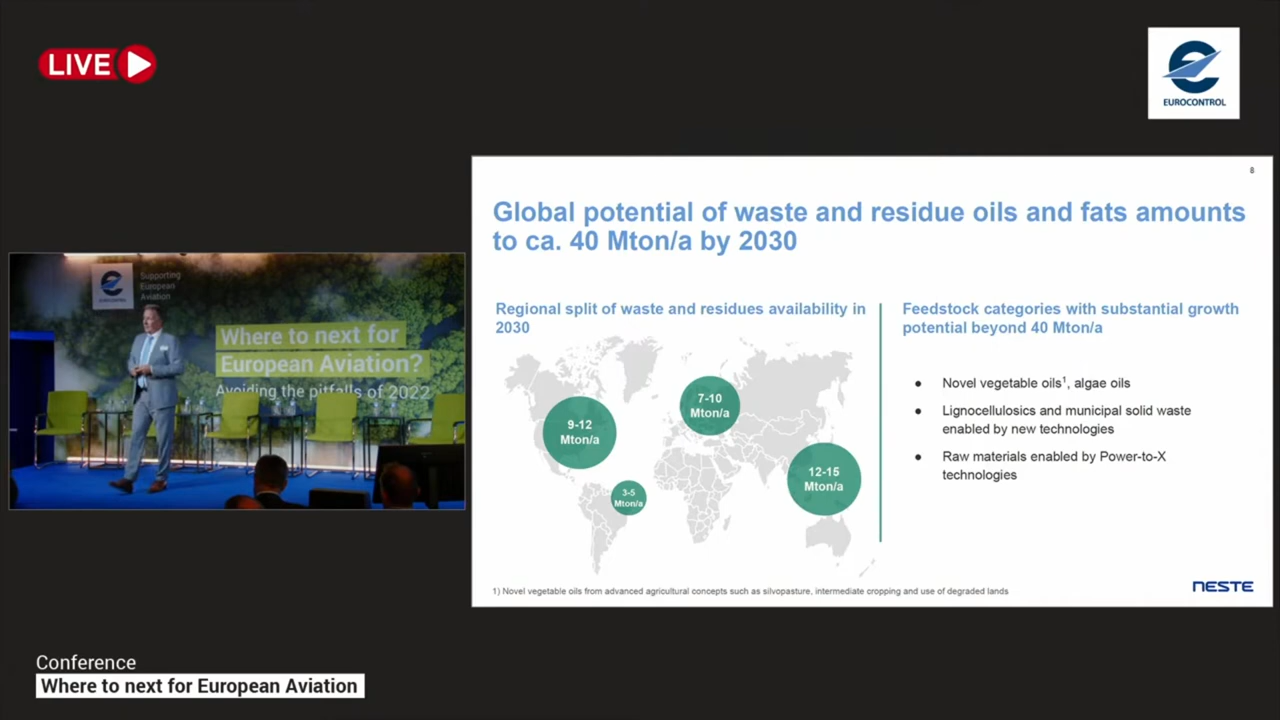 LIVE
EUROCONTROL
8
Global potential of waste and residue oils and fats amounts
to ca. 40 Mton/a by 2030
Regional split of waste and residues availability in
2030
9-12
Mton/a
7-10
Mton/a
3-5
Mton/a
12-15
Mton/a
Feedstock categories with substantial growth
potential beyond 40 Mton/a
● Novel vegetable oils¹, algae oils
● Lignocellulosics and municipal solid waste
enabled by new technologies
● Raw materials enabled by Power-to-X
technologies
1) Novel vegetable oils from advanced agricultural concepts such as silvopasture, intermediate cropping and use of degraded lands
NESTE
EUROCONTROL
Supporting
European
Aviation
Where to next for
European Aviation?
Avoiding the pitfalls of 2022
Conference
Where to next for European Aviation